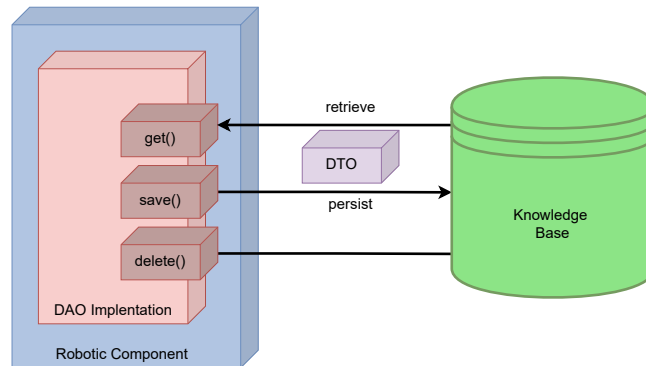 retrieve
get()
DTO
save()
persist
Knowledge
Base
delete()
DAO Implentation
Robotic Component